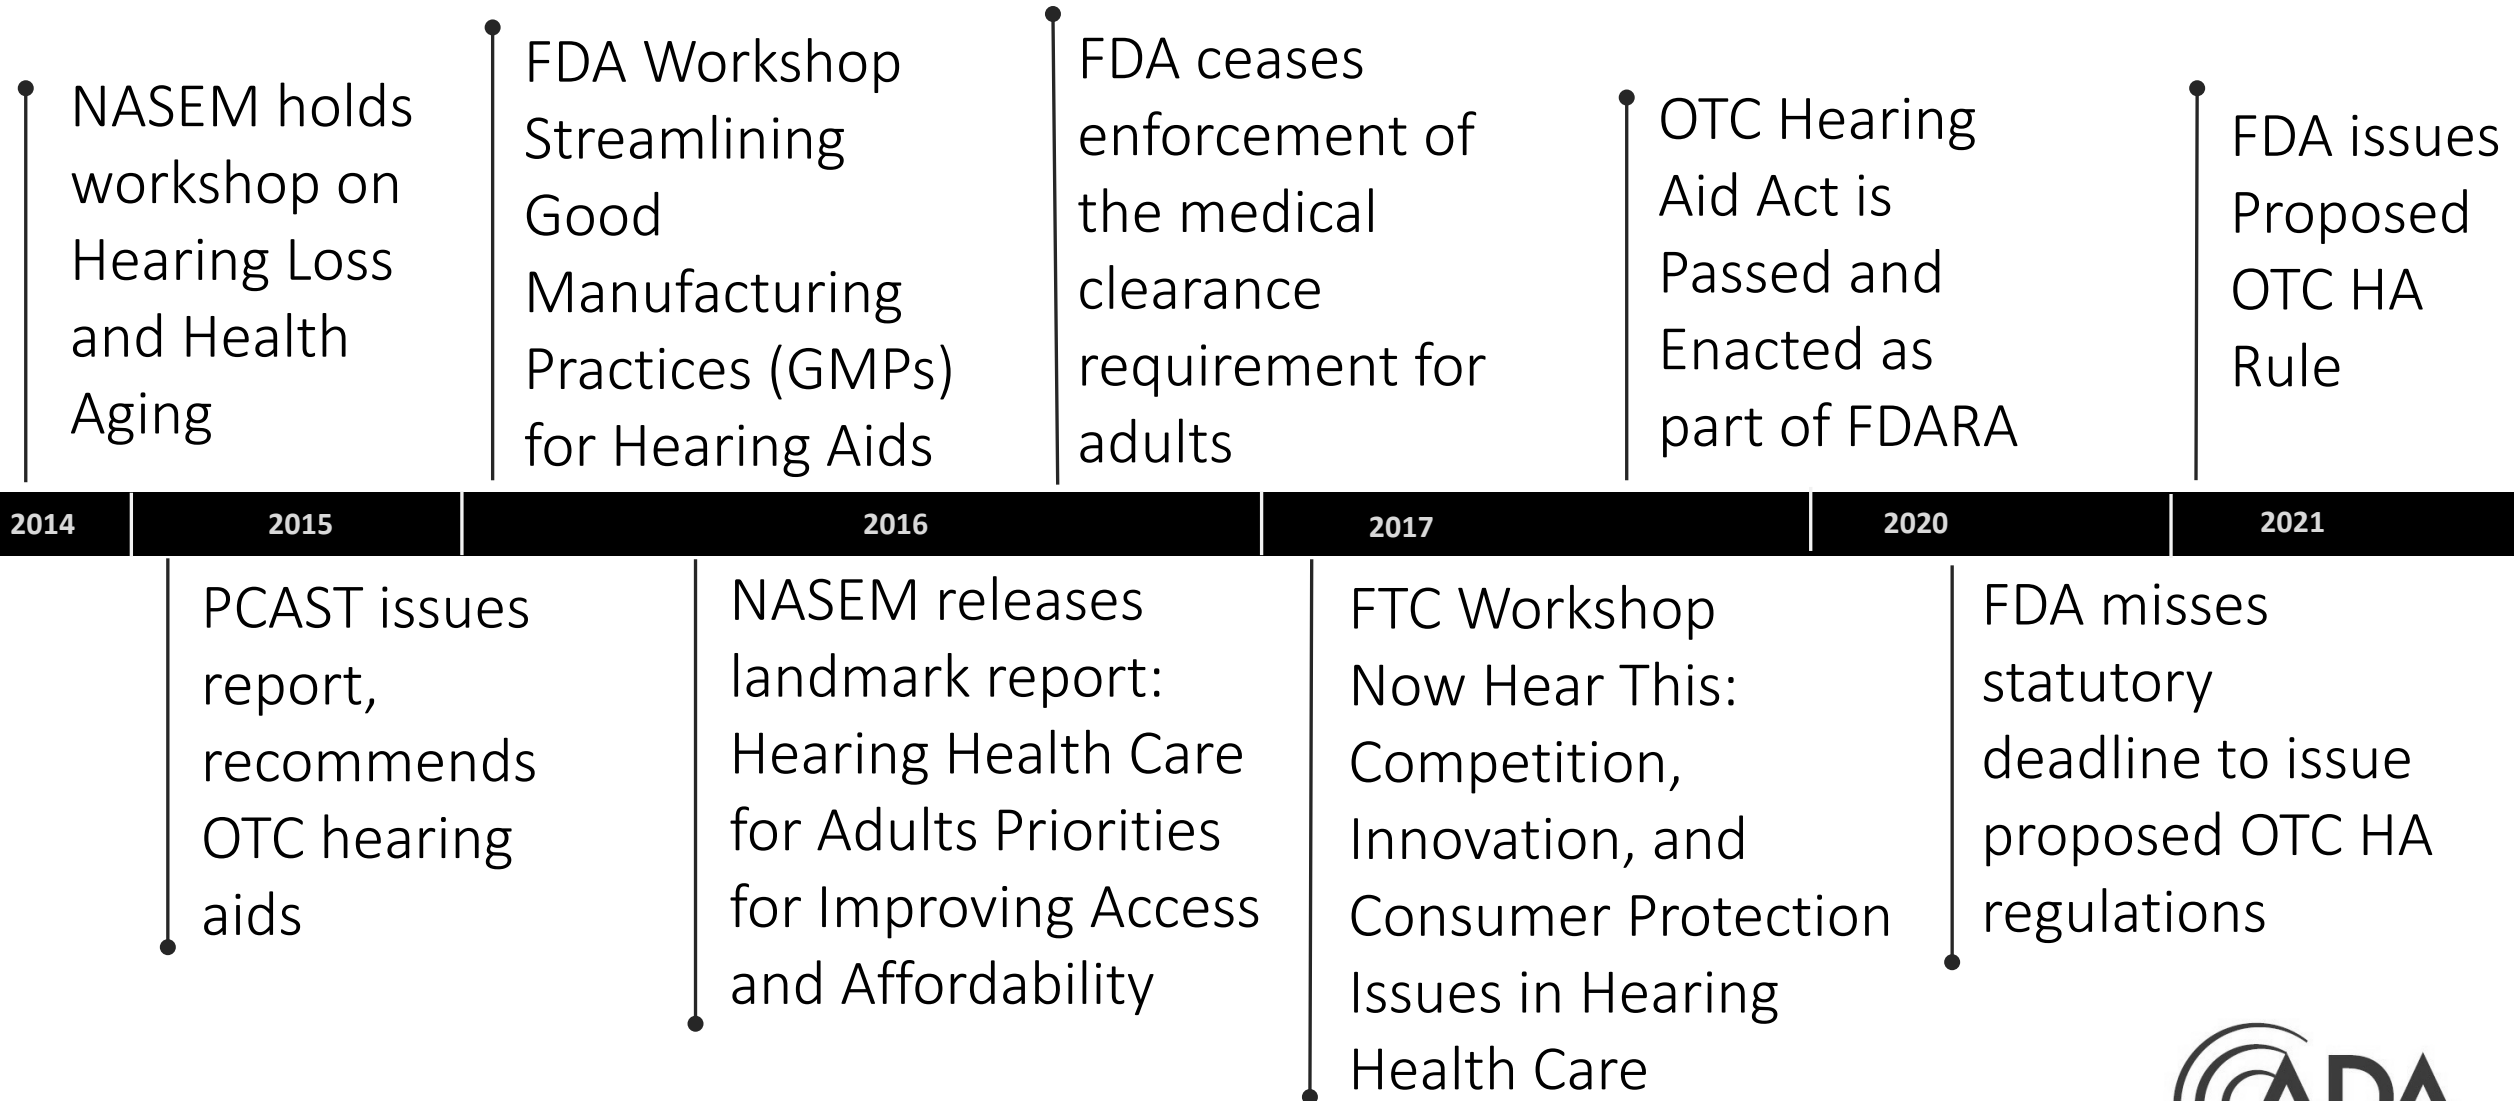 NASEM holds
workshop on
Hearing Loss
and Health
Aging
FDA Workshop
Streamlining
Good
Manufacturing
Practices (GMPs)
for Hearing Aids
FDA ceases
enforcement of
the medical
clearance
requirement for
adults
OTC Hearing
Aid Act is
Passed and
Enacted as
part of FDARA
FDA issues
Proposed
OTC HA
Rule
2014
2015
2016
2017
2020
2021
PCAST issues
report,
recommends
OTC hearing
aids
NASEM releases
landmark report:
Hearing Health Care
for Adults Priorities
for Improving Access
and Affordability
FTC Workshop
Now Hear This:
Competition,
Innovation, and
Consumer Protection
Issues in Hearing
Health Care
FDA misses
statutory
deadline to issue
proposed OTC HA
regulations
ADA